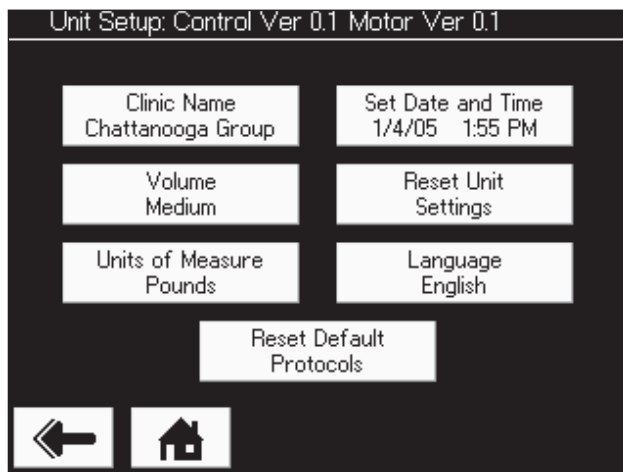 Unit Setup: Control Ver 0.1 Motor Ver 0.1
Clinic Name
Chattanooga Group
Set Date and Time
1/4/05 1:55 PM
Volume
Medium
Reset Unit
Settings
Units of Measure
Pounds
Language
English
Reset Default
Protocols